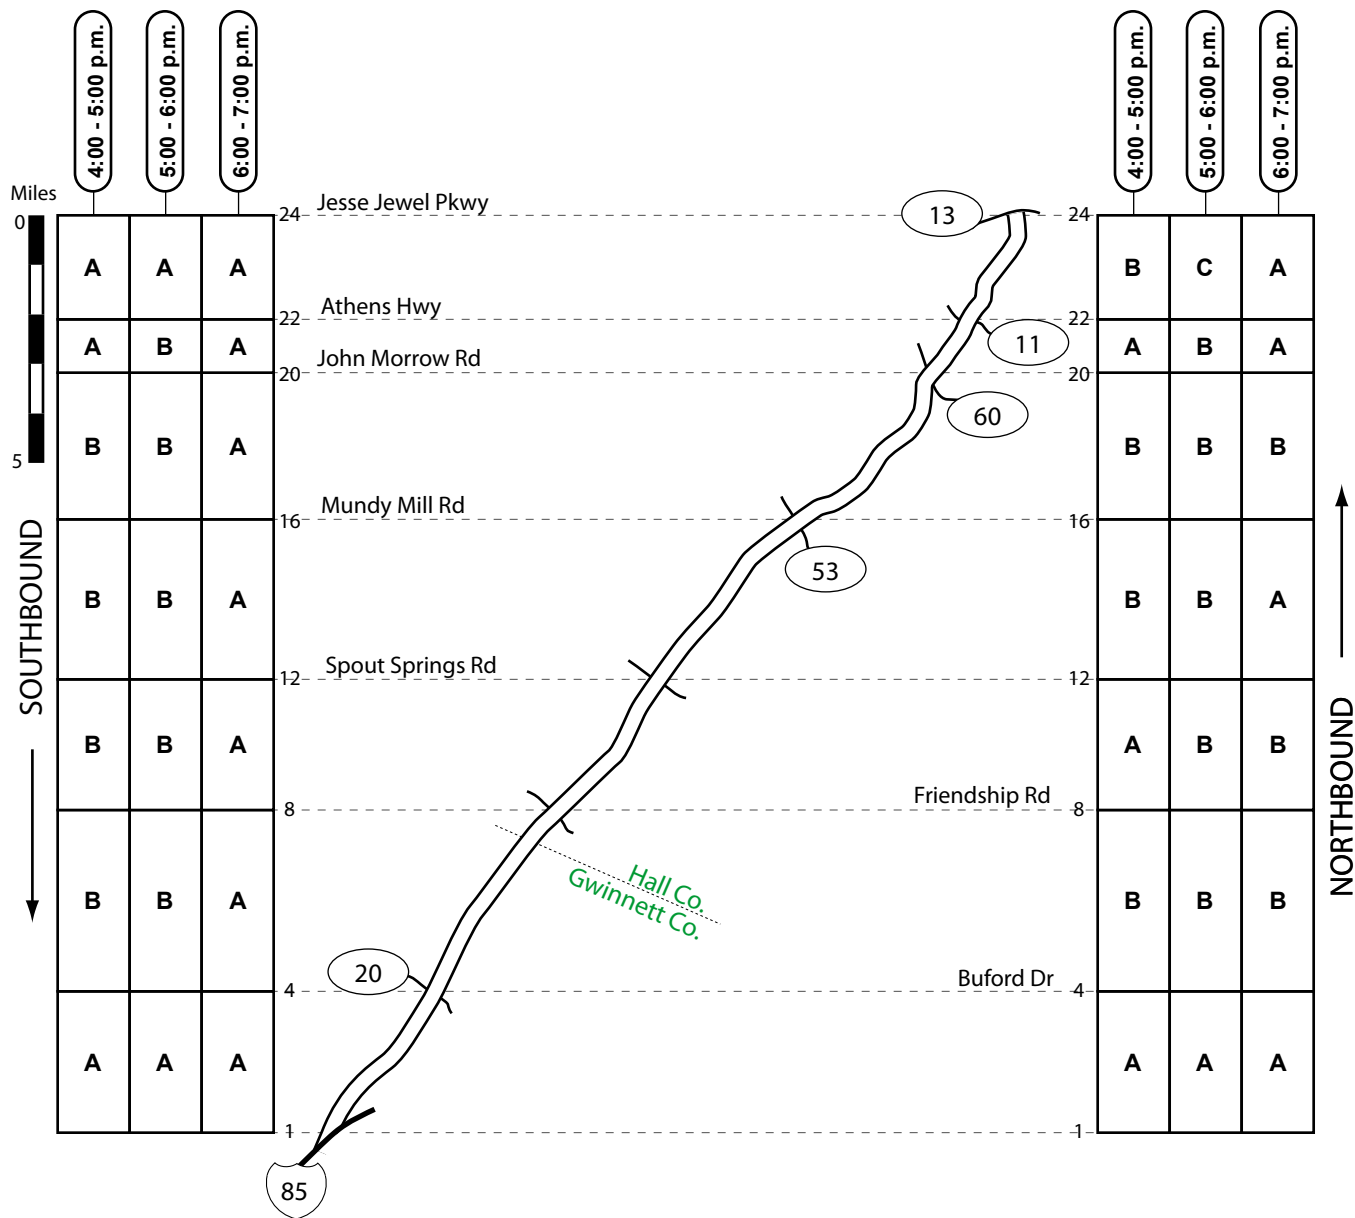 4:00 - 5:00 p.m. 5:00 - 6:00 p.m. 6:00 - 7:00 p.m. 4:00 - 5:00 p.m. 5:00 - 6:00 p.m. 6:00 - 7:00 p.m.
Miles
0 24 Jesse Jewel Pkwy 13 24
A A A B C A
22 Athens Hwy 22
A B A 11 A B A
20 John Morrow Rd 20
60
B B A B B B
5
16 Mundy Mill Rd 16
53
SOUTHBOUND
B B A B B A
12 Spout Springs Rd 12
B B A A B B
8 Friendship Rd 8
NORTHBOUND
Hall Co.
Gwinnett Co.
B B A B B B
20
4 Buford Dr 4
A A A A A A
1 1
85